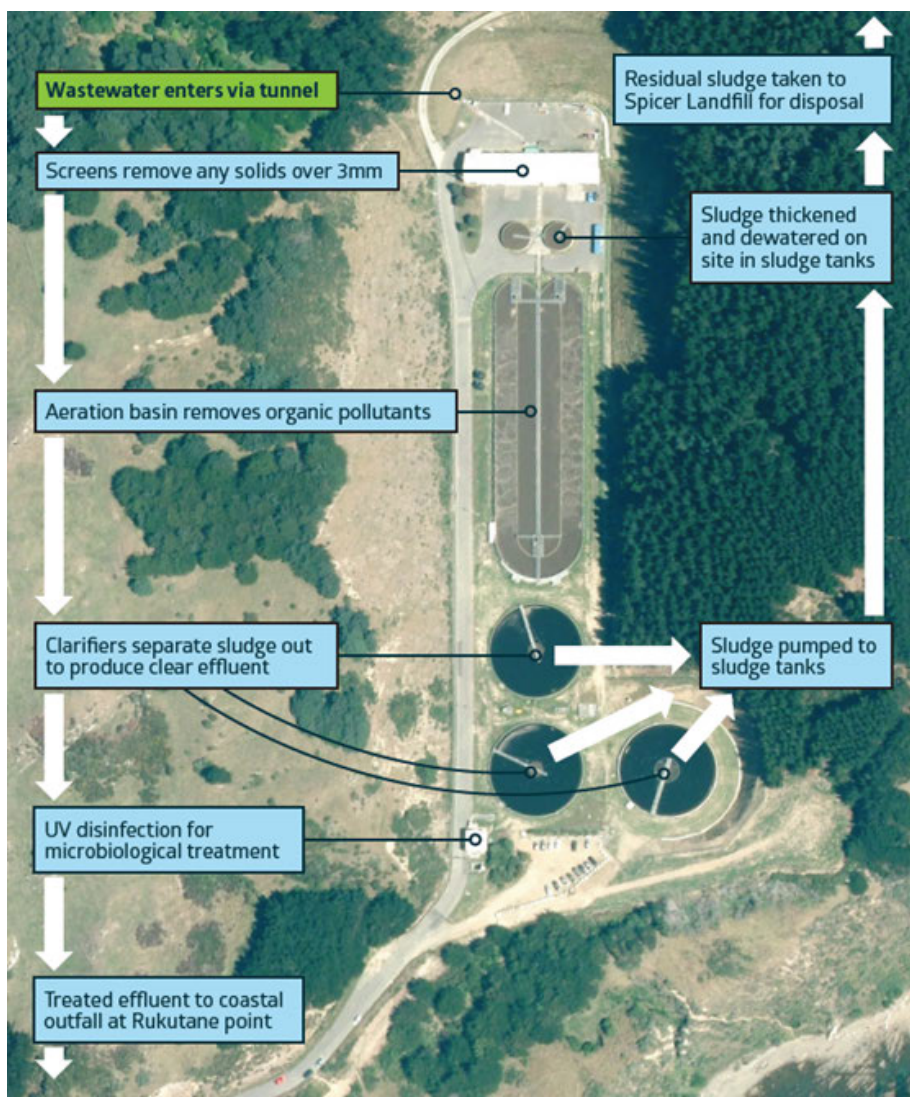 Wastewater enters via tunnel
Screens remove any solids over 3mm
Aeration basin removes organic pollutants
Clarifiers separate sludge out
to produce clear effluent
UV disinfection for
microbiological treatment
Treated effluent to coastal
outfall at Rukutane point
Residual sludge taken to
Spicer Landfill for disposal
Sludge thickened
and dewatered on
site in sludge tanks
Sludge pumped to
sludge tanks